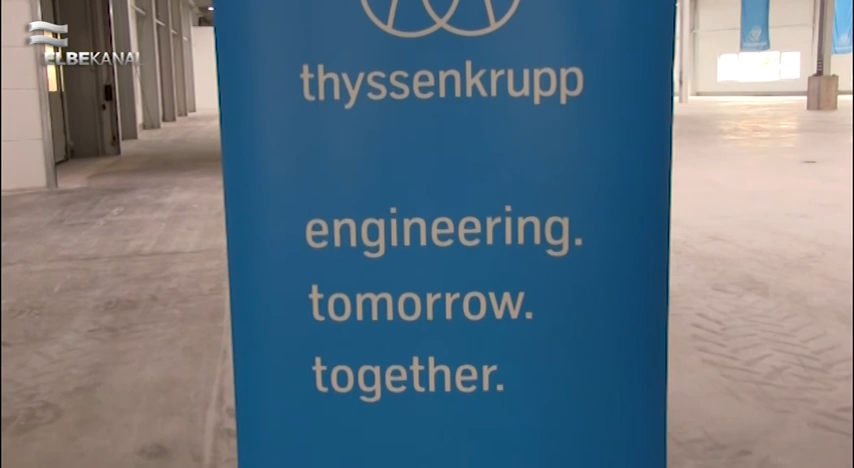 ELBEKANAL
thyssenkrupp
engineering.
tomorrow.
together.